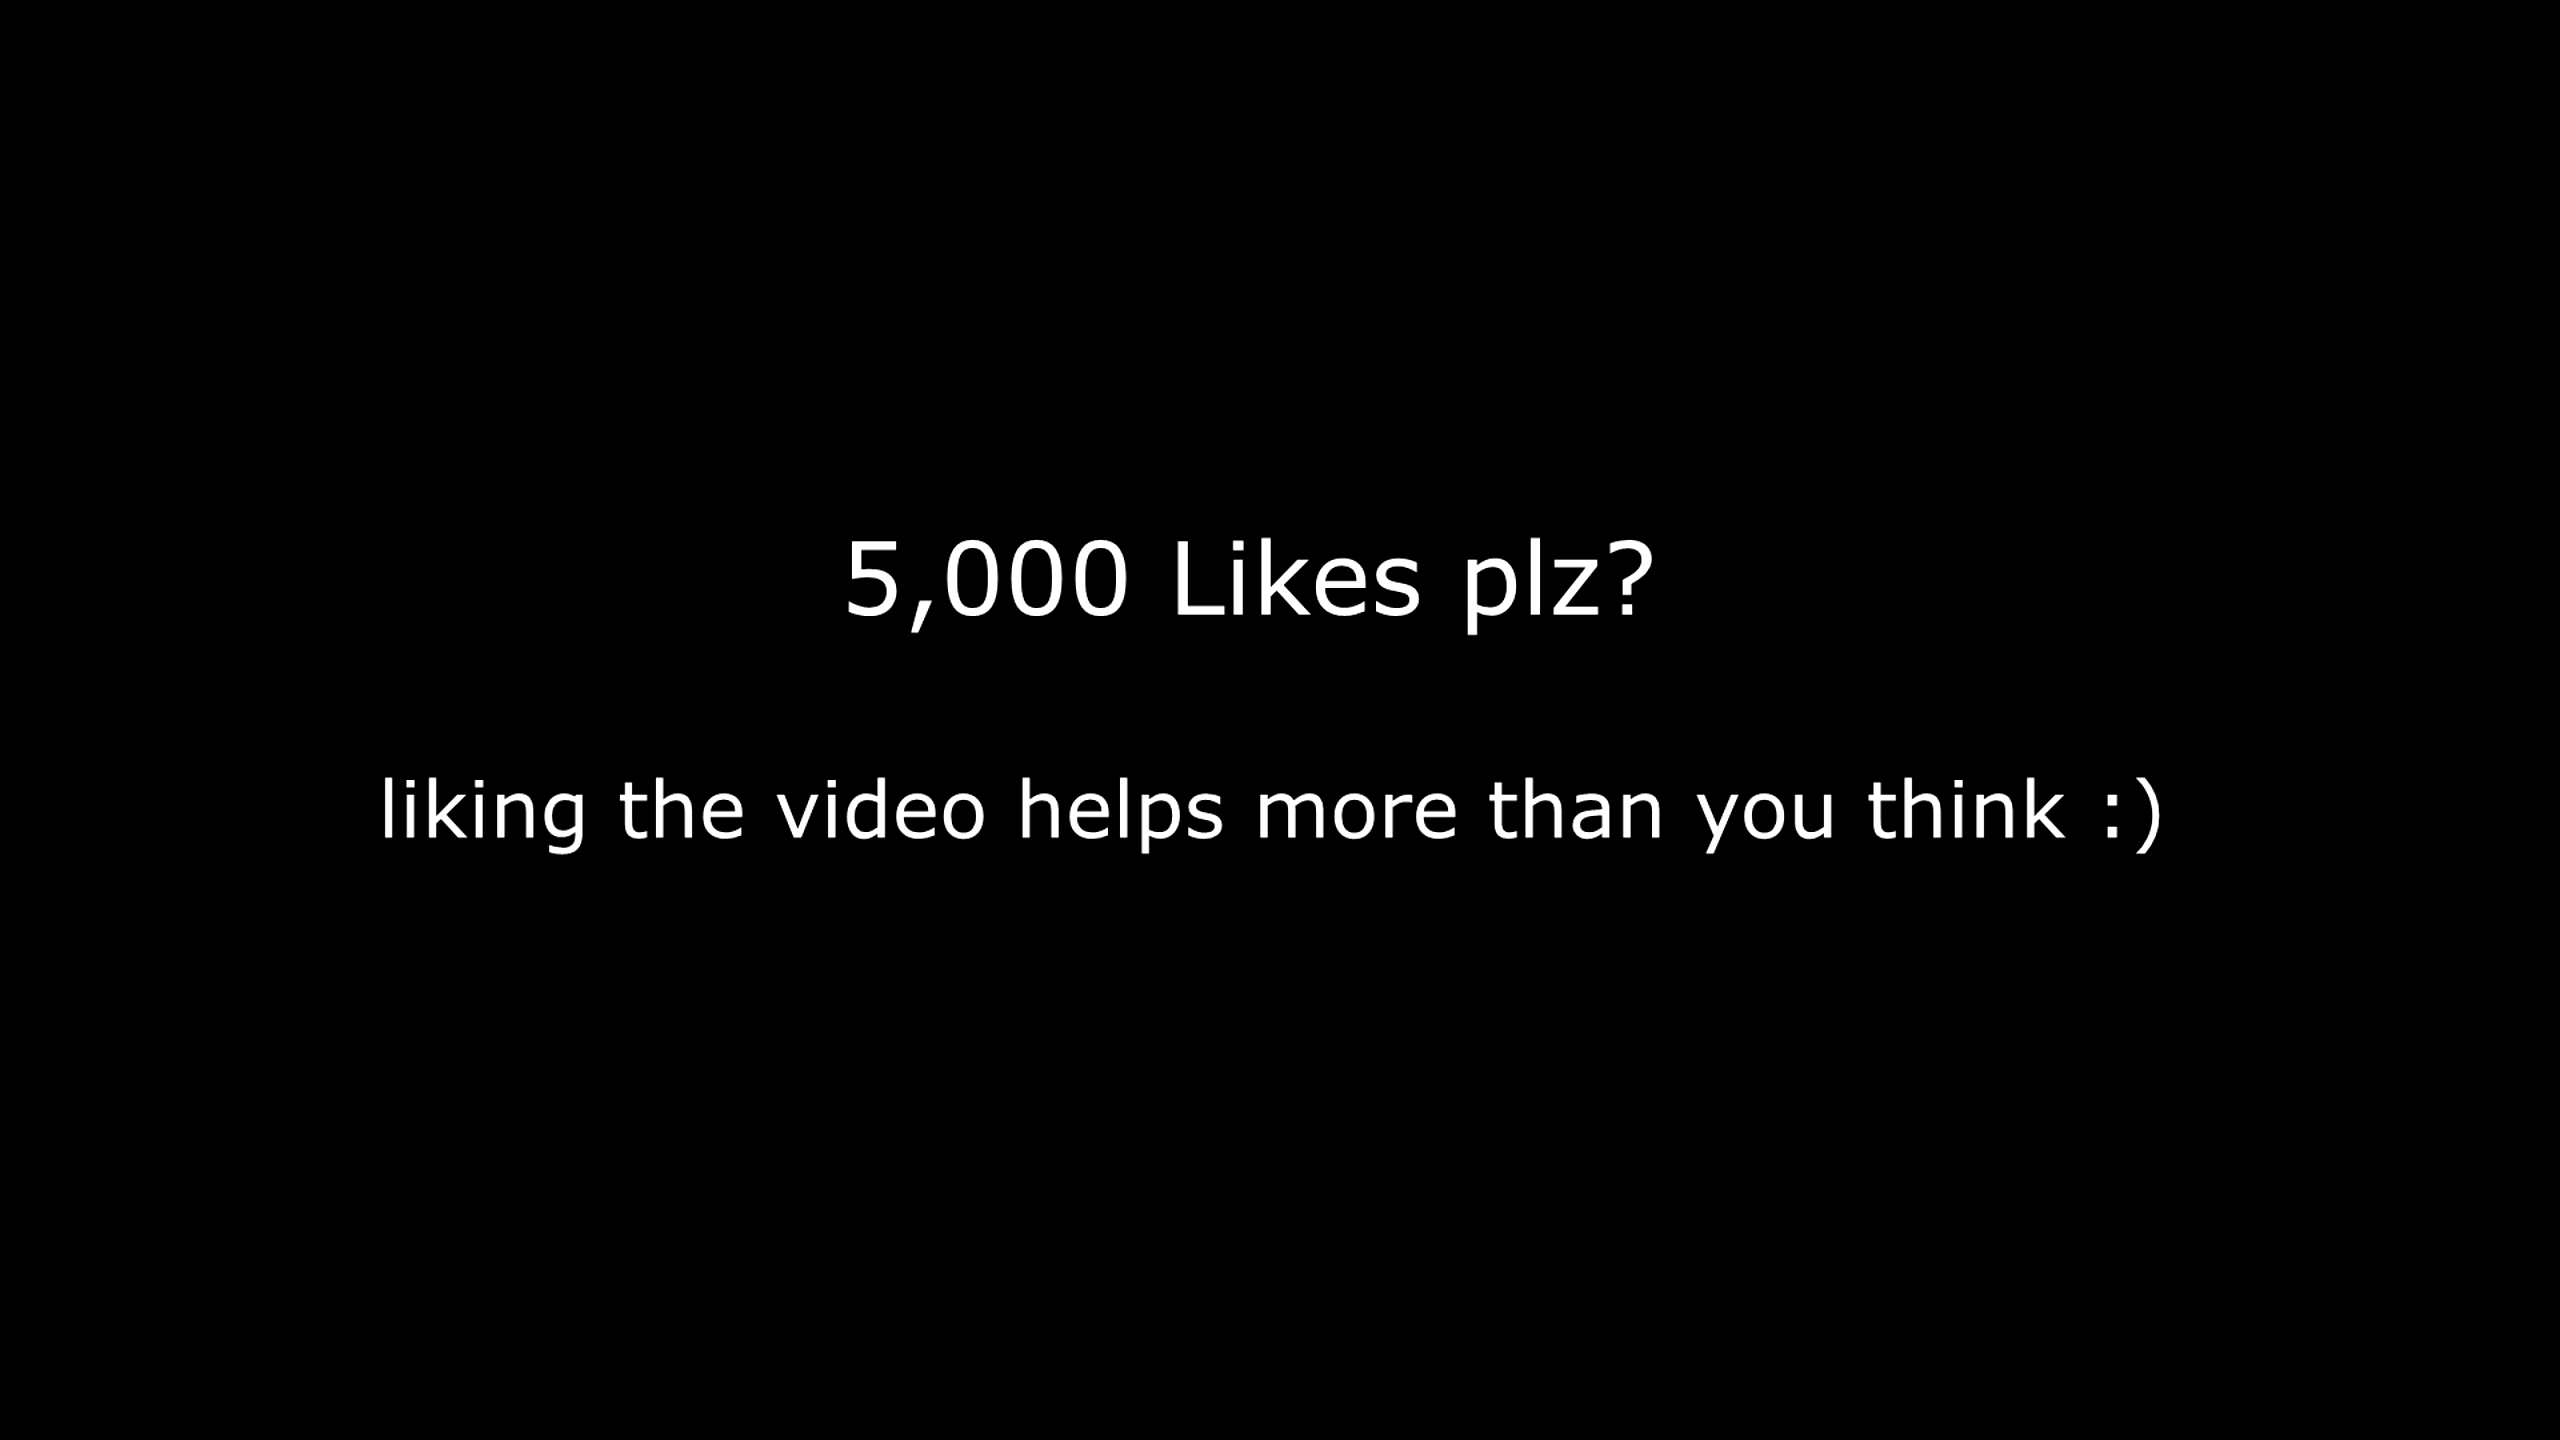 5,000 Likes plz?
liking the video helps more than you think :)